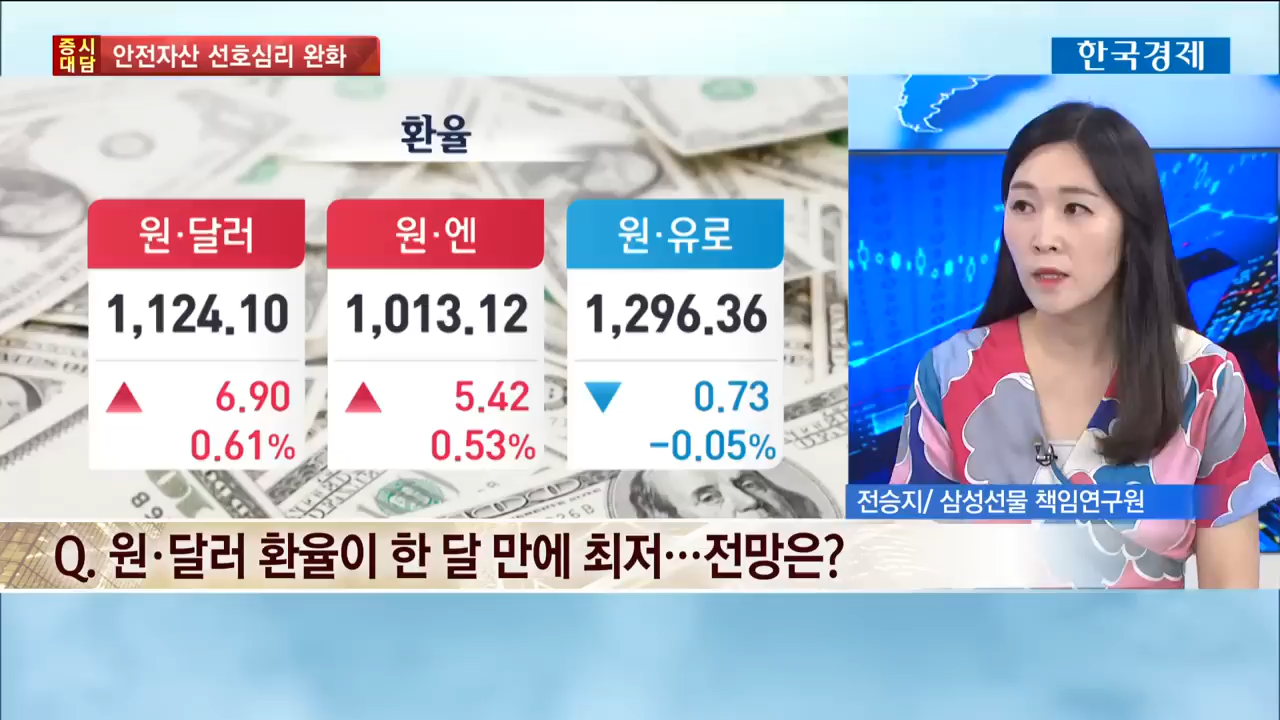 증시
대담
안전자산 선호심리 완화
한국경제
환율
원·달러
1,124.10
▲ 6.90
0.61%
원·엔
1,013.12
▲ 5.42
0.53%
원·유로
1,296.36
▼ 0.73
-0.05%
전승지/ 삼성선물 책임연구원
Q. 원·달러 환율이 한 달 만에 최저…전망은?